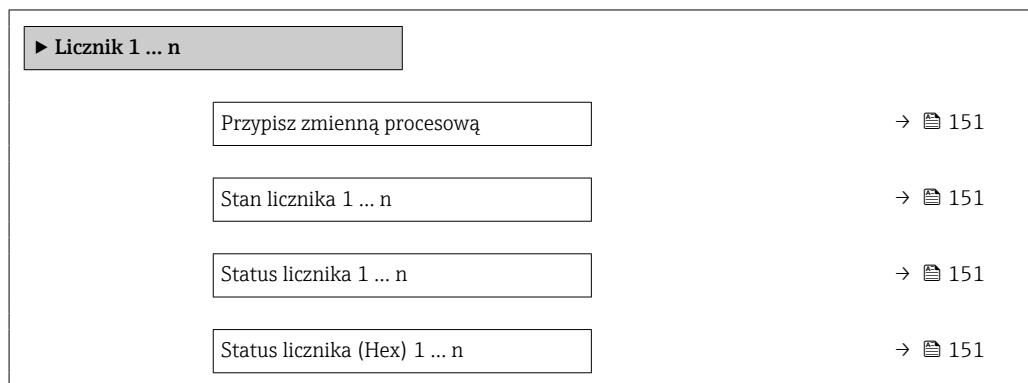 ► Licznik 1 … n
Przypisz zmienną procesową → 151
Stan licznika 1 … n → 151
Status licznika 1 … n → 151
Status licznika (Hex) 1 … n → 151